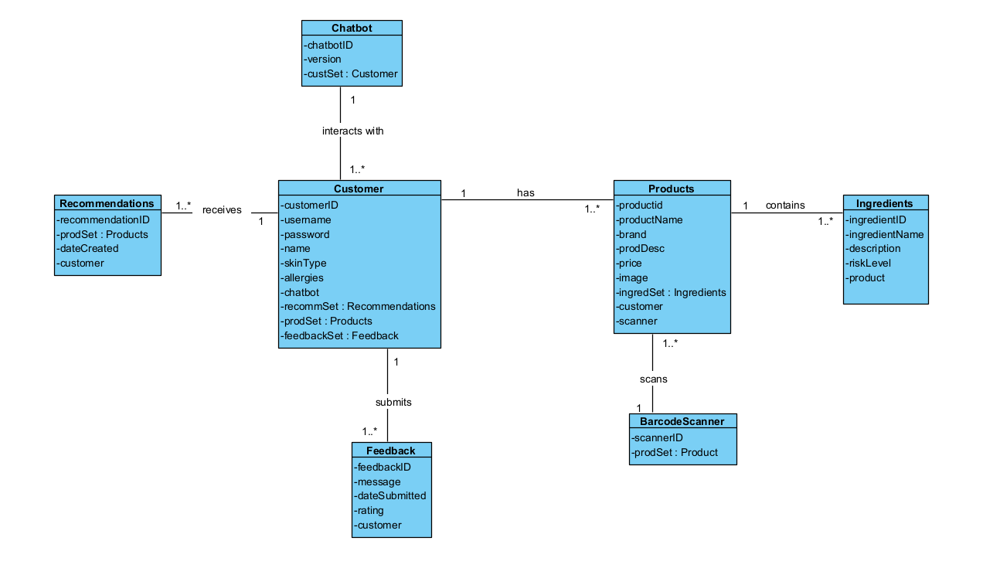 Chatbot
-chatbotID
-version
-custSet : Customer
1
interacts with
1..*
Customer
-customerID
-username
-password
-name
-skinType
-allergies
-chatbot
-recommSet : Recommendations
-prodSet : Products
-feedbackSet : Feedback
Recommendations
-recommendationID
-prodSet : Products
-dateCreated
-customer
1..*
receives
1
1
has
1..*
Products
-productid
-productName
-brand
-prodDesc
-price
-image
-ingredSet : Ingredients
-customer
-scanner
1
contains
1..*
Ingredients
-ingredientID
-ingredientName
-description
-riskLevel
-product
1..*
scans
1
BarcodeScanner
-scannerID
-prodSet : Product
1
submits
1..*
Feedback
-feedbackID
-message
-dateSubmitted
-rating
-customer